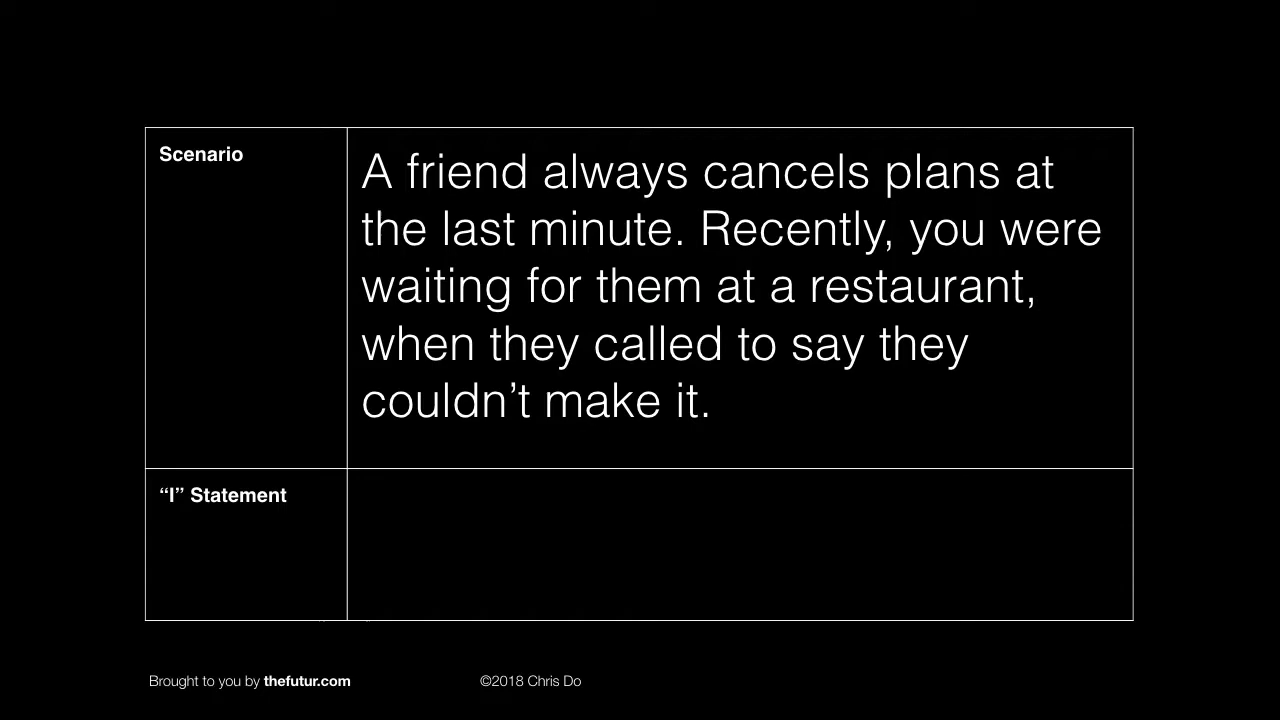 Scenario
A friend always cancels plans at
the last minute. Recently, you were
waiting for them at a restaurant,
when they called to say they
couldn’t make it.
“I” Statement
Brought to you by thefutur.com
©2018 Chris Do